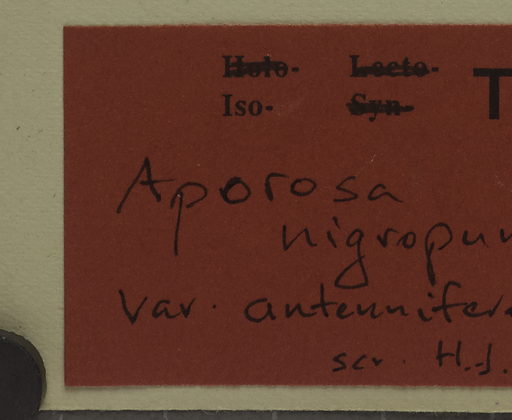 Holo- Lecto- T
Iso- Syn-
Aporosa
nigropun
var. antennifer
scr. H.J.